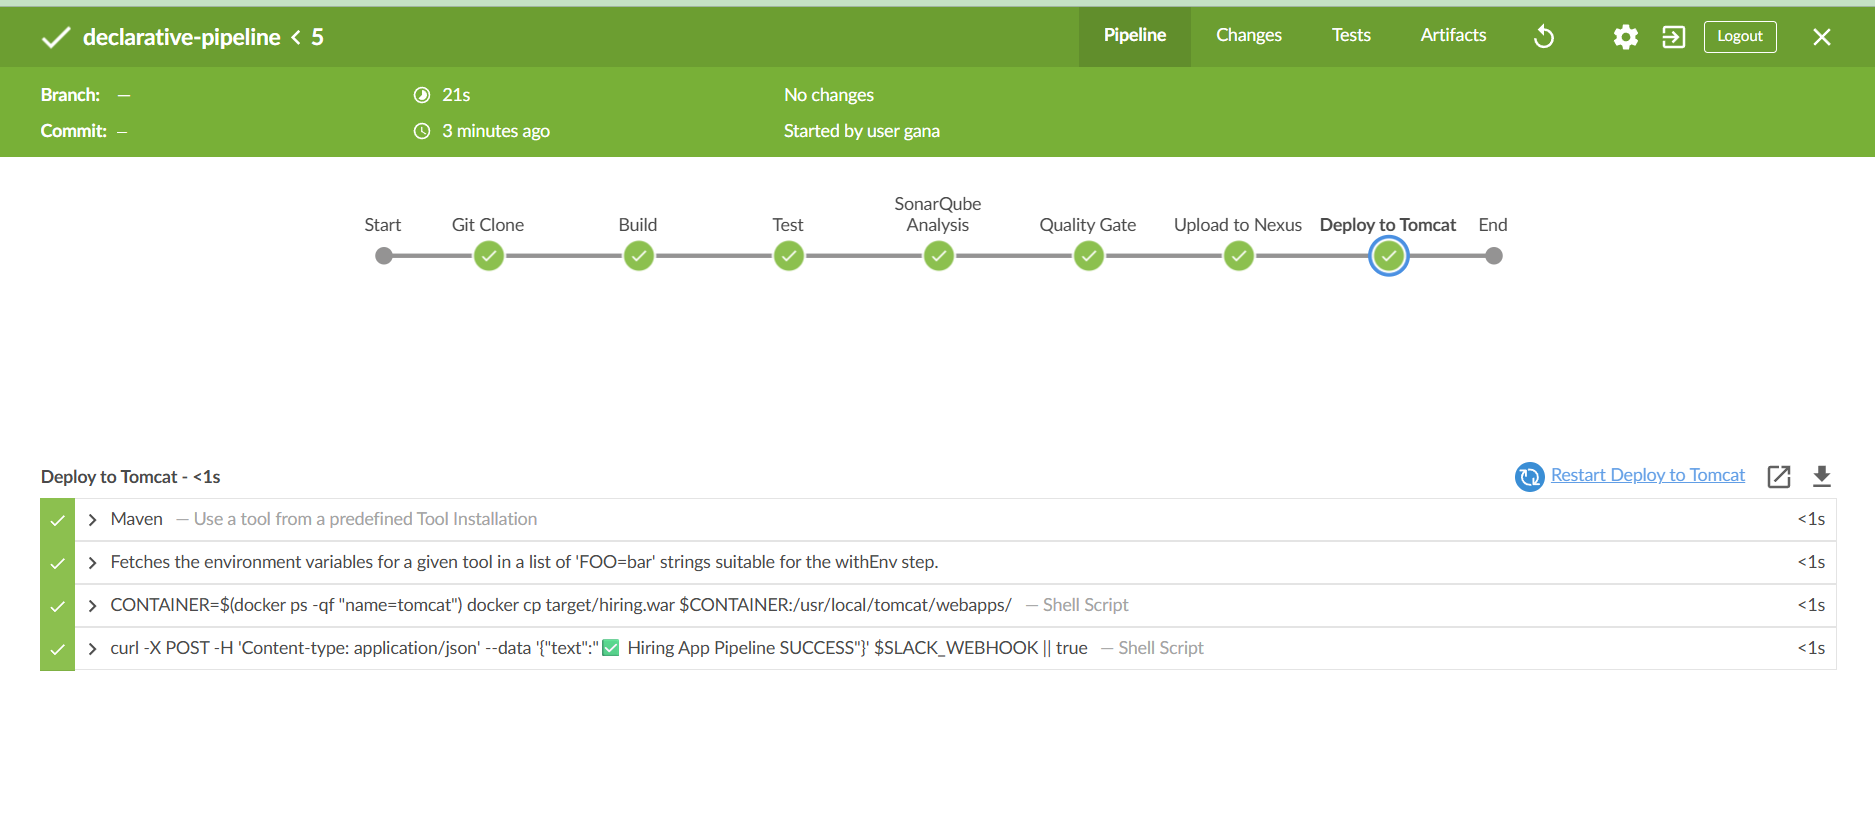 declarative-pipeline < 5
Pipeline
Changes
Tests
Artifacts
Logout
Branch: —
21s
No changes
Commit: —
3 minutes ago
Started by user gana
Start
Git Clone
Build
Test
SonarQube
Analysis
Quality Gate
Upload to Nexus
Deploy to Tomcat
End
Deploy to Tomcat - <1s
Restart Deploy to Tomcat
Maven — Use a tool from a predefined Tool Installation <1s
Fetches the environment variables for a given tool in a list of 'FOO=bar' strings suitable for the withEnv step. <1s
CONTAINER=$(docker ps -qf "name=tomcat") docker cp target/hiring.war $CONTAINER:/usr/local/tomcat/webapps/ — Shell Script <1s
curl -X POST -H 'Content-type: application/json' --data '{"text":"✅ Hiring App Pipeline SUCCESS"}' $SLACK_WEBHOOK || true — Shell Script <1s